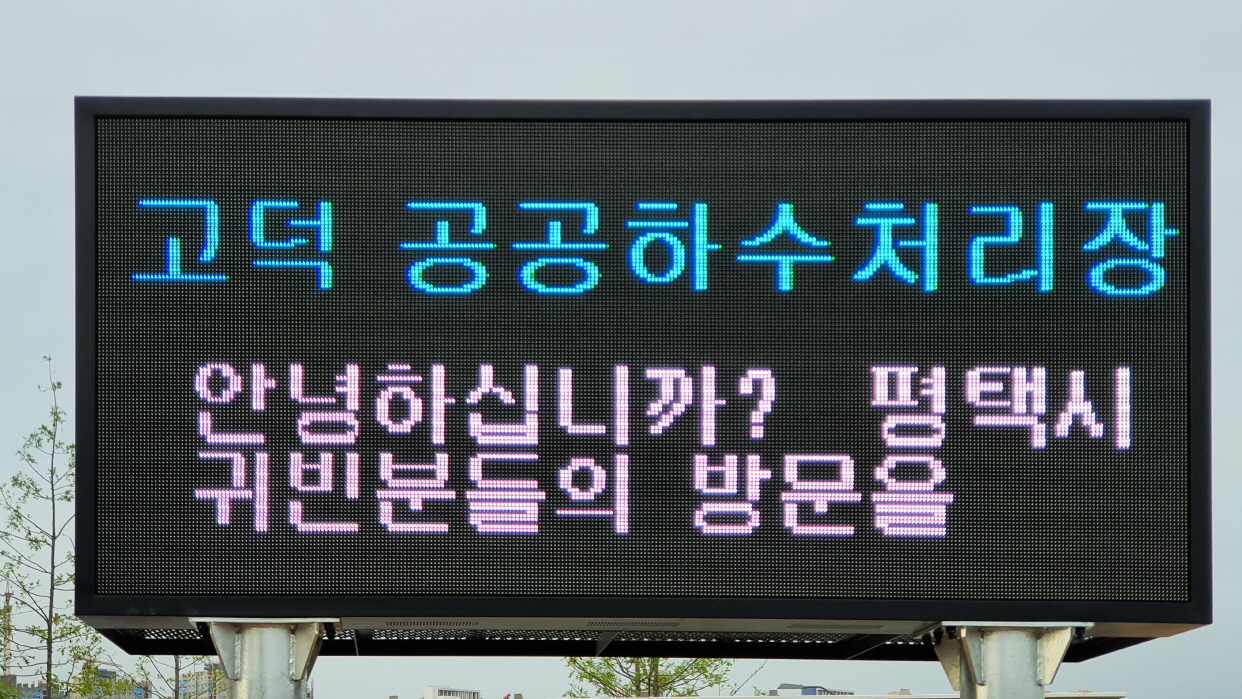 고덕 공공하수처리장
안녕하십니까? 평택시
귀빈분들의 방문을